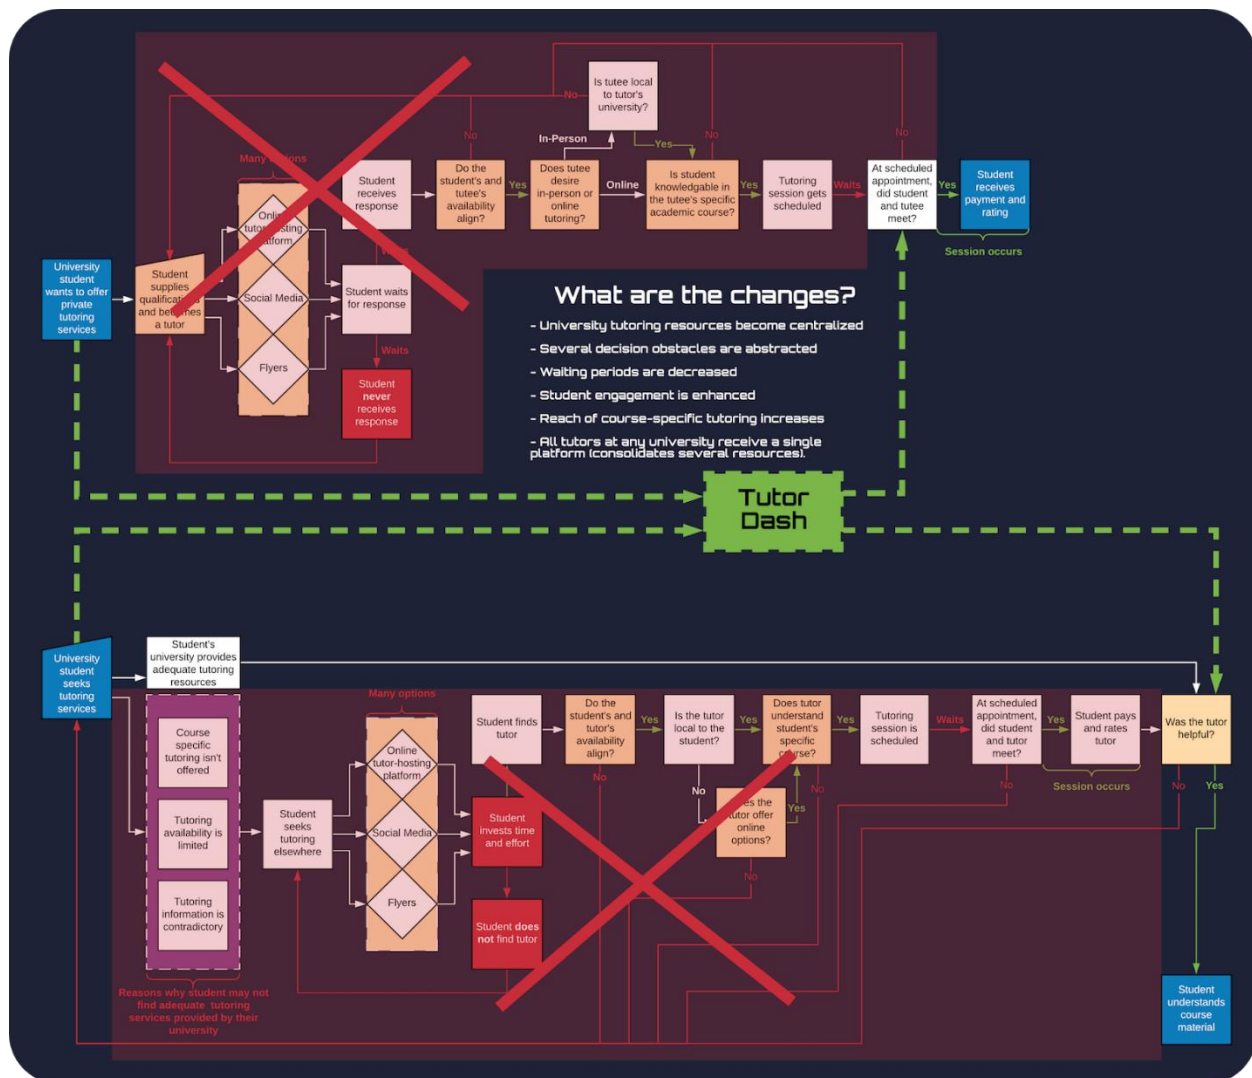 Is tutee local
to tutor's
university?
No
No
No
No
In-Person
Yes
Many options
Student
receives
response
Do the
student's and
tutee's
availability
align?
Yes
Does tutee
desire
in-person or
online
tutoring?
Online
Is student
knowledgable in
the tutee's specific
academic course?
Yes
Tutoring
session gets
scheduled
Waits
At scheduled
appointment,
did student
and tutee
meet?
Yes
Student
receives
payment and
rating
Session occurs
University
student
wants to offer
private
tutoring
services
Student
supplies
qualifications
and becomes
a tutor
Online
tutor-hosting
platform
Social Media
Flyers
Waits
Student waits
for response
Waits
Student
never
receives
response
What are the changes?
- University tutoring resources become centralized
- Several decision obstacles are abstracted
- Waiting periods are decreased
- Student engagement is enhanced
- Reach of course-specific tutoring increases
- All tutors at any university receive a single
platform (consolidates several resources).
Tutor
Dash
University
student
seeks
tutoring
services
Student's
university provides
adequate tutoring
resources
Course
specific
tutoring isn't
offered
Tutoring
availability is
limited
Tutoring
information is
contradictory
Reasons why student may not
find adequate tutoring
services provided by their
university
Student
seeks
tutoring
elsewhere
Many options
Online
tutor-hosting
platform
Social Media
Flyers
Student finds
tutor
Student
invests time
and effort
Student does
not find tutor
Do the
student's and
tutor's
availability
align?
Yes
No
Is the tutor
local to the
student?
Yes
No
Does the
tutor offer
online
options?
Yes
No
Does tutor
understand
student's
specific
course?
Yes
No
Tutoring
session is
scheduled
Waits
At scheduled
appointment,
did student
and tutor
meet?
Yes
No
Student pays
and rates
tutor
Session occurs
Was the tutor
helpful?
No
Yes
Student
understands
course
material